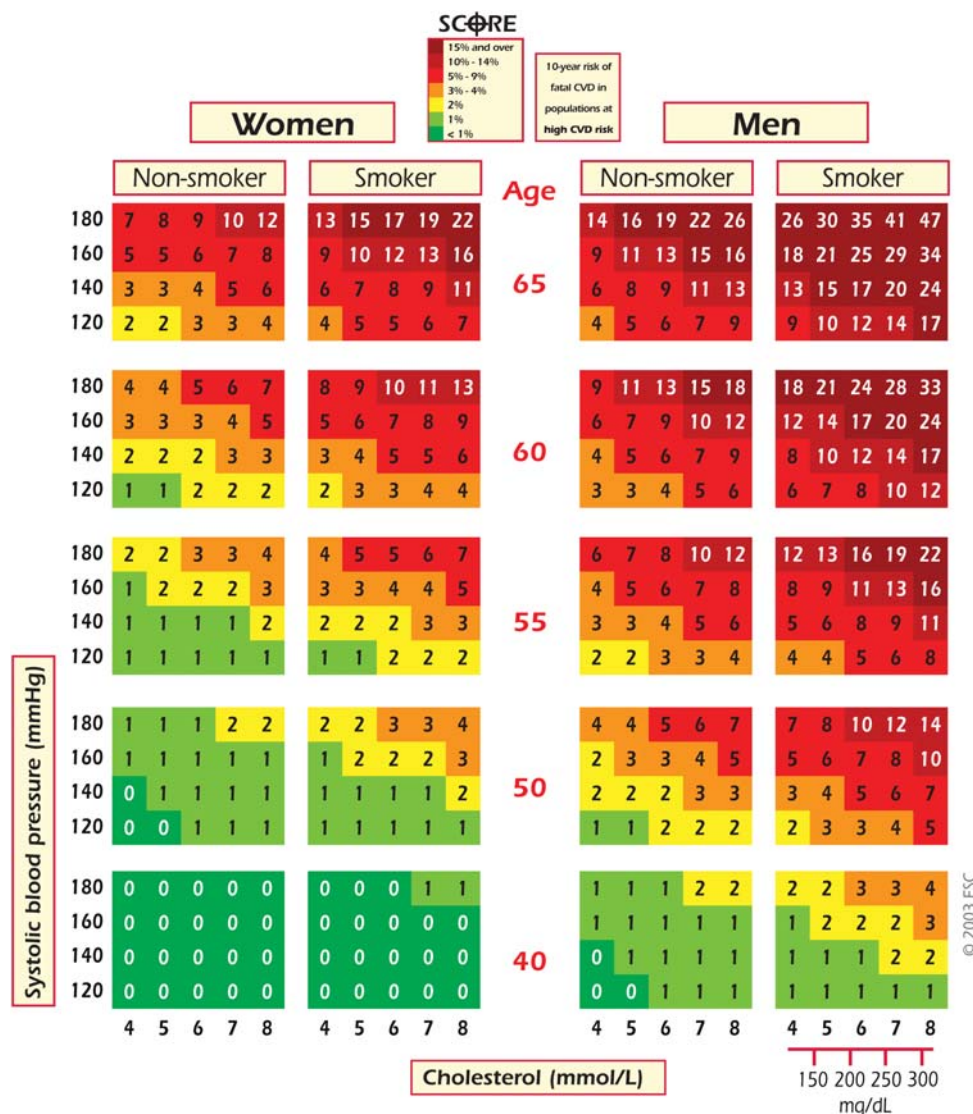 SCORE
15% and over
10% - 14%
5% - 9%
3% - 4%
2%
1%
< 1%
10-year risk of
fatal CVD in
populations at
high CVD risk
Women
Men
Non-smoker Smoker Age Non-smoker Smoker
180 7 8 9 10 12 13 15 17 19 22 14 16 19 22 26 26 30 35 41 47
160 5 5 6 7 8 9 10 12 13 16 9 11 13 15 16 18 21 25 29 34
65
140 3 3 4 5 6 6 7 8 9 11 6 8 9 11 13 13 15 17 20 24
120 2 2 3 3 4 4 5 5 6 7 4 5 6 7 9 9 10 12 14 17
180 4 4 5 6 7 8 9 10 11 13 9 11 13 15 18 18 21 24 28 33
160 3 3 3 4 5 5 6 7 8 9 6 7 9 10 12 12 14 17 20 24
60
140 2 2 2 3 3 3 4 5 5 6 4 5 6 7 9 8 10 12 14 17
120 1 1 2 2 2 2 3 3 4 4 3 3 4 5 6 6 7 8 10 12
180 2 2 3 3 4 4 5 5 6 7 6 7 8 10 12 12 13 16 19 22
160 1 2 2 2 3 3 3 4 4 5 4 5 6 7 8 8 9 11 13 16
55
140 1 1 1 1 2 2 2 2 3 3 3 3 4 5 6 5 6 8 9 11
120 1 1 1 1 1 1 1 2 2 2 2 2 3 3 4 4 4 5 6 8
180 1 1 1 2 2 2 2 3 3 4 4 4 5 6 7 7 8 10 12 14
160 1 1 1 1 1 1 2 2 2 3 2 3 3 4 5 5 6 7 8 10
50
140 0 1 1 1 1 1 1 1 1 2 2 2 2 3 3 3 4 5 6 7
120 0 0 1 1 1 1 1 1 1 1 1 1 2 2 2 2 3 3 4 5
180 0 0 0 0 0 0 0 0 1 1 1 1 1 2 2 2 2 3 3 4
160 0 0 0 0 0 0 0 0 0 0 1 1 1 1 1 1 2 2 2 3
40
140 0 0 0 0 0 0 0 0 0 0 0 1 1 1 1 1 1 1 2 2
120 0 0 0 0 0 0 0 0 0 0 0 0 1 1 1 1 1 1 1 1
4 5 6 7 8 4 5 6 7 8 4 5 6 7 8 4 5 6 7 8
Systolic blood pressure (mmHg)
Cholesterol (mmol/L)
150 200 250 300
mg/dL
© 2003 ESC